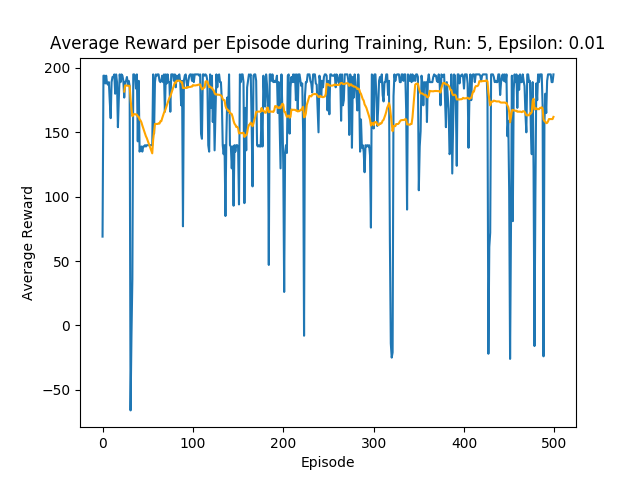 Average Reward per Episode during Training, Run: 5, Epsilon: 0.01
200
150
100
50
0
−50
Average Reward
0 100 200 300 400 500
Episode